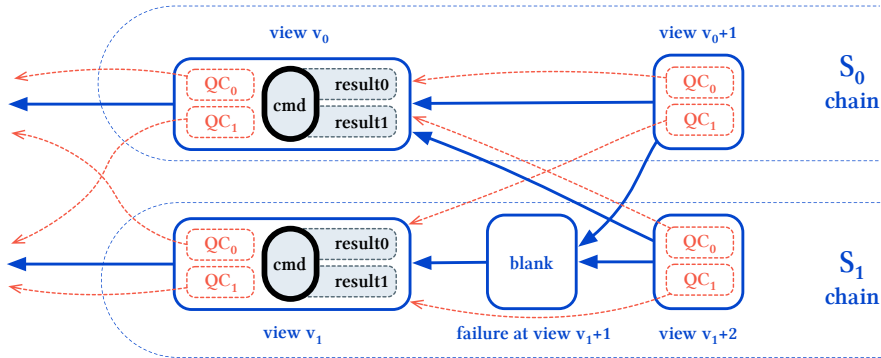 view v₀
view v₀+1
QC₀
QC₁
cmd
result0
result1
QC₀
QC₁
S₀
chain
QC₀
QC₁
cmd
result0
result1
blank
QC₀
QC₁
S₁
chain
view v₁
failure at view v₁+1
view v₁+2